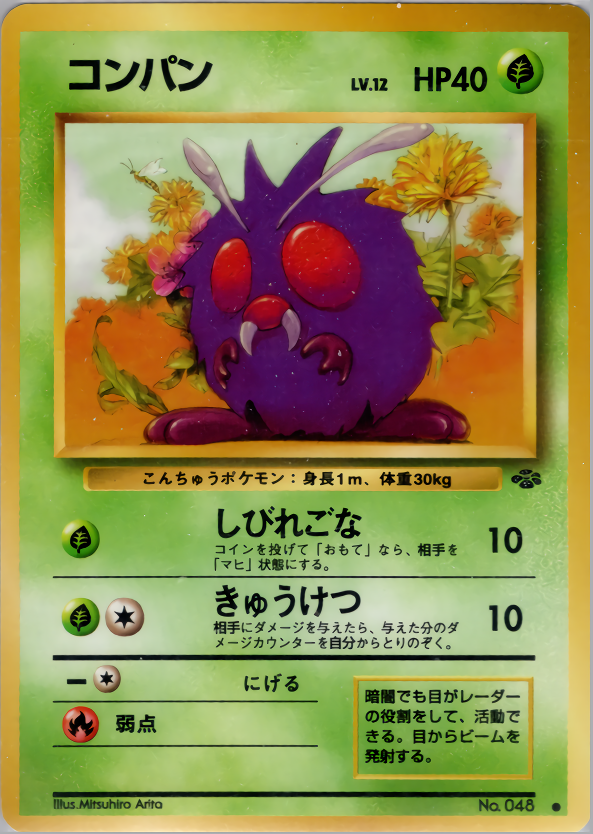 コンパン
LV.12 HP40
こんちゅうポケモン：身長1m、体重30kg
しびれごな 10
コインを投げて「おもて」なら、相手を
「マヒ」状態にする。
きゅうけつ 10
相手にダメージを与えたら、与えた分のダ
メージカウンターを自分からとりのぞく。
にげる
弱点
暗闇でも目がレーダー
の役割をして、活動で
きる。目からビームを
発射する。
Illus.Mitsuhiro Arita
No. 048